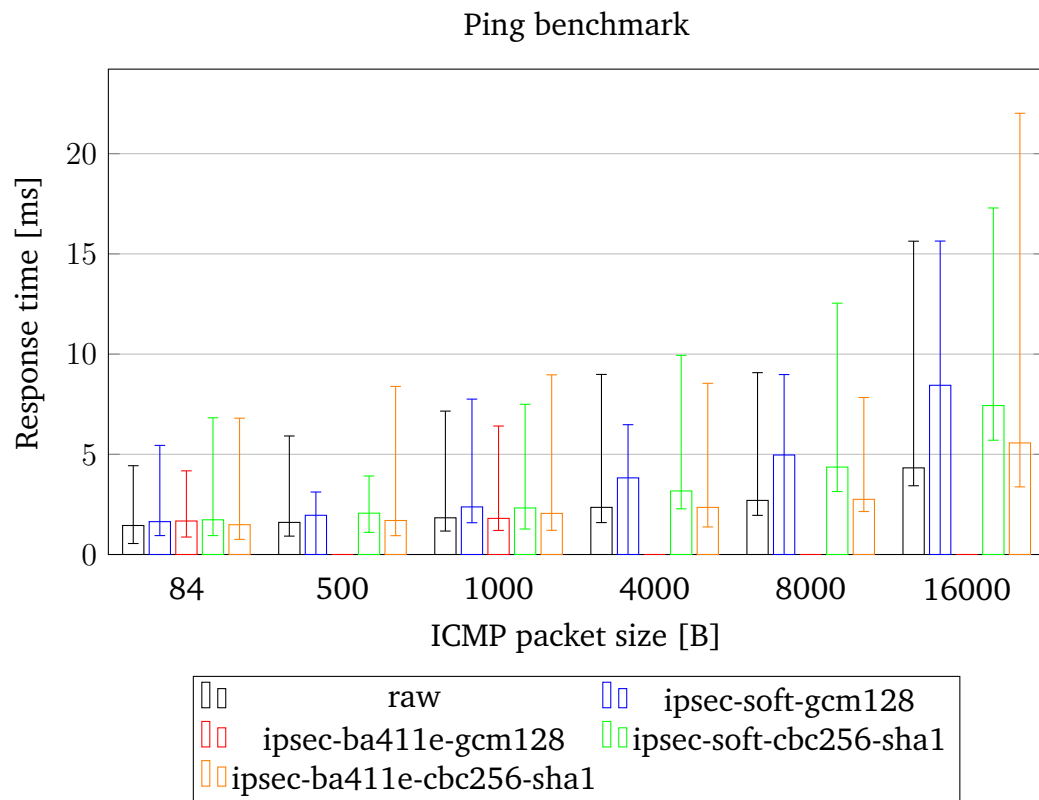 Ping benchmark
Response time [ms]
20
15
10
5
0
84 500 1000 4000 8000 16000
ICMP packet size [B]
raw ipsec-soft-gcm128
ipsec-ba411e-gcm128 ipsec-soft-cbc256-sha1
ipsec-ba411e-cbc256-sha1